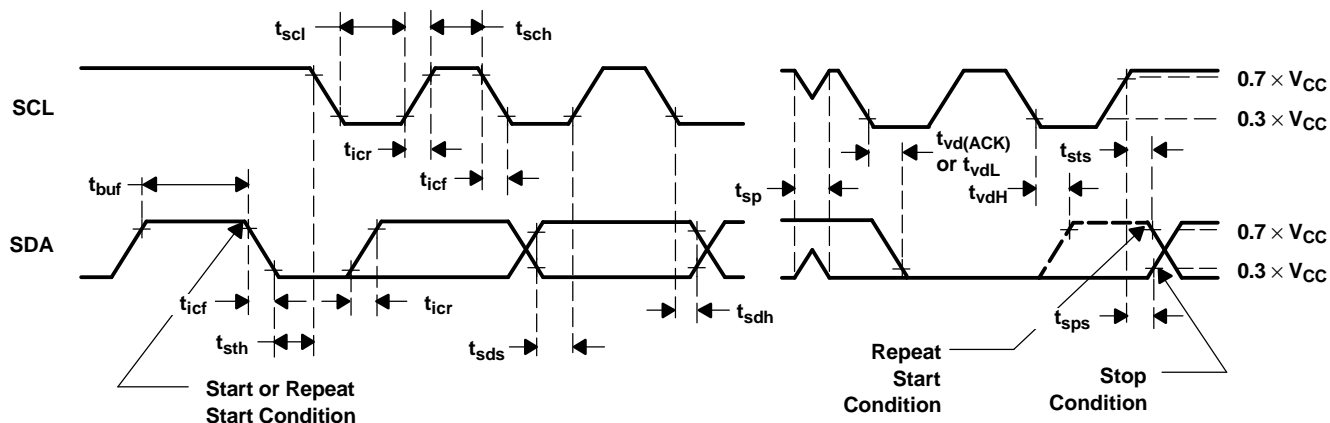 tscl
tsch
SCL
0.7 × VCC
0.3 × VCC
ticr
ticf
tvd(ACK)
or tvdL
tsts
tbuf
tsp
tvdH
SDA
0.7 × VCC
0.3 × VCC
ticf
ticr
tsdh
tsps
tsth
tsds
Repeat
Start
Condition
Stop
Condition
Start or Repeat
Start Condition